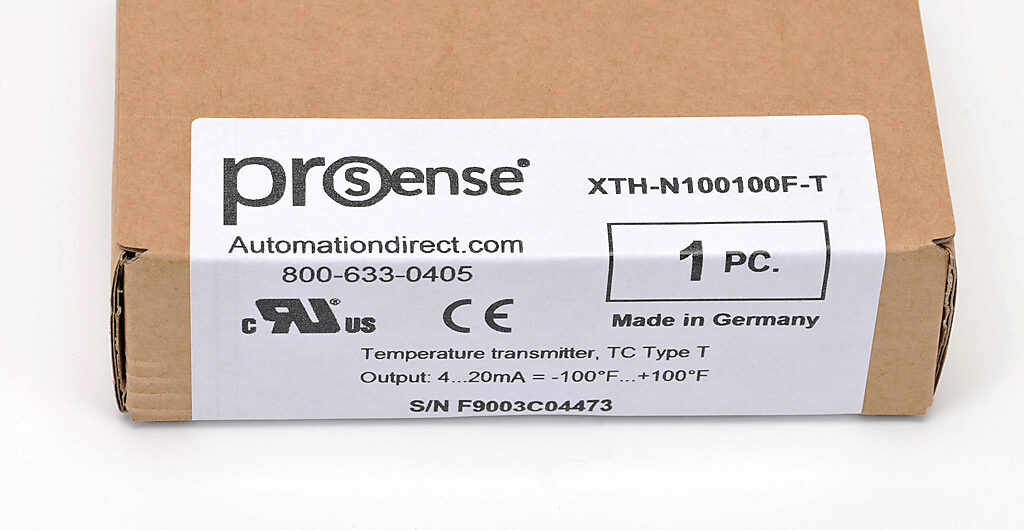 prosense®
XTH-N100100F-T
Automationdirect.com
800-633-0405
1 PC.
c RU® US
CE
Made in Germany
Temperature transmitter, TC Type T
Output: 4...20mA = -100°F...+100°F
S/N F9003C04473